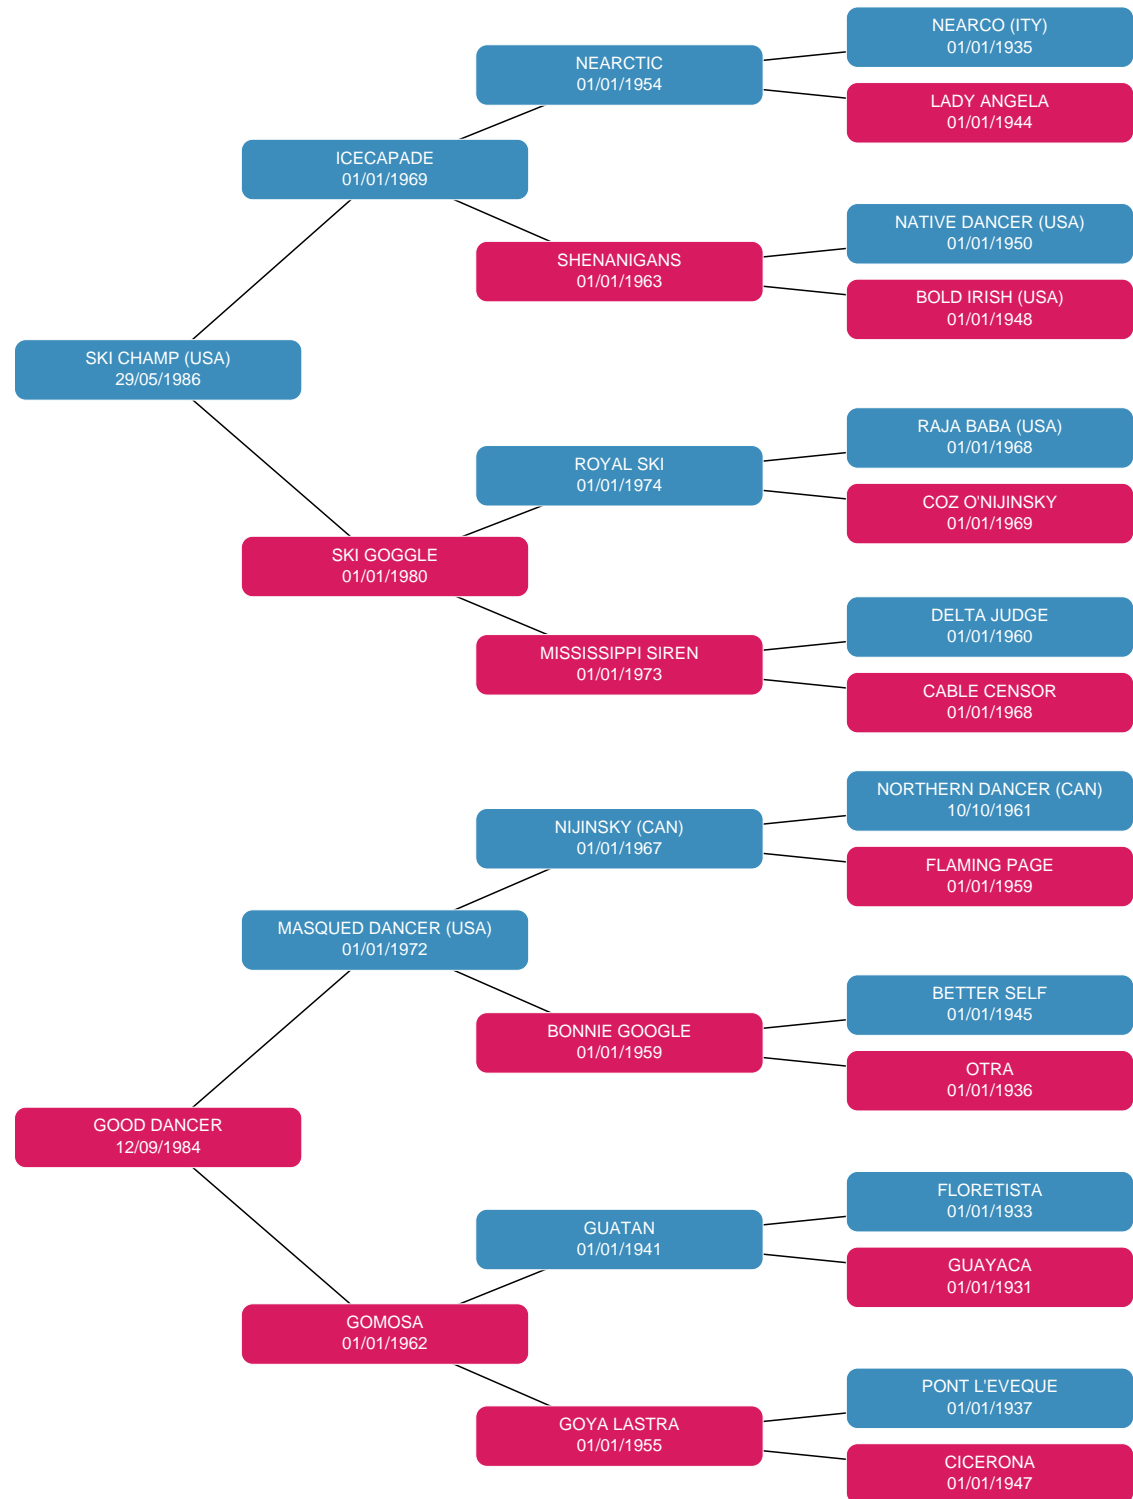 NEARCO (ITY)
01/01/1935
NEARCTIC
01/01/1954
LADY ANGELA
01/01/1944
ICECAPADE
01/01/1969
NATIVE DANCER (USA)
01/01/1950
SHENANIGANS
01/01/1963
BOLD IRISH (USA)
01/01/1948
SKI CHAMP (USA)
29/05/1986
RAJA BABA (USA)
01/01/1968
ROYAL SKI
01/01/1974
COZ O'NIJINSKY
01/01/1969
SKI GOGGLE
01/01/1980
DELTA JUDGE
01/01/1960
MISSISSIPPI SIREN
01/01/1973
CABLE CENSOR
01/01/1968
NORTHERN DANCER (CAN)
10/10/1961
NIJINSKY (CAN)
01/01/1967
FLAMING PAGE
01/01/1959
MASQUED DANCER (USA)
01/01/1972
BETTER SELF
01/01/1945
BONNIE GOOGLE
01/01/1959
OTRA
01/01/1936
GOOD DANCER
12/09/1984
FLORETISTA
01/01/1933
GUATAN
01/01/1941
GUAYACA
01/01/1931
GOMOSA
01/01/1962
PONT L'EVEQUE
01/01/1937
GOYA LASTRA
01/01/1955
CICERONA
01/01/1947